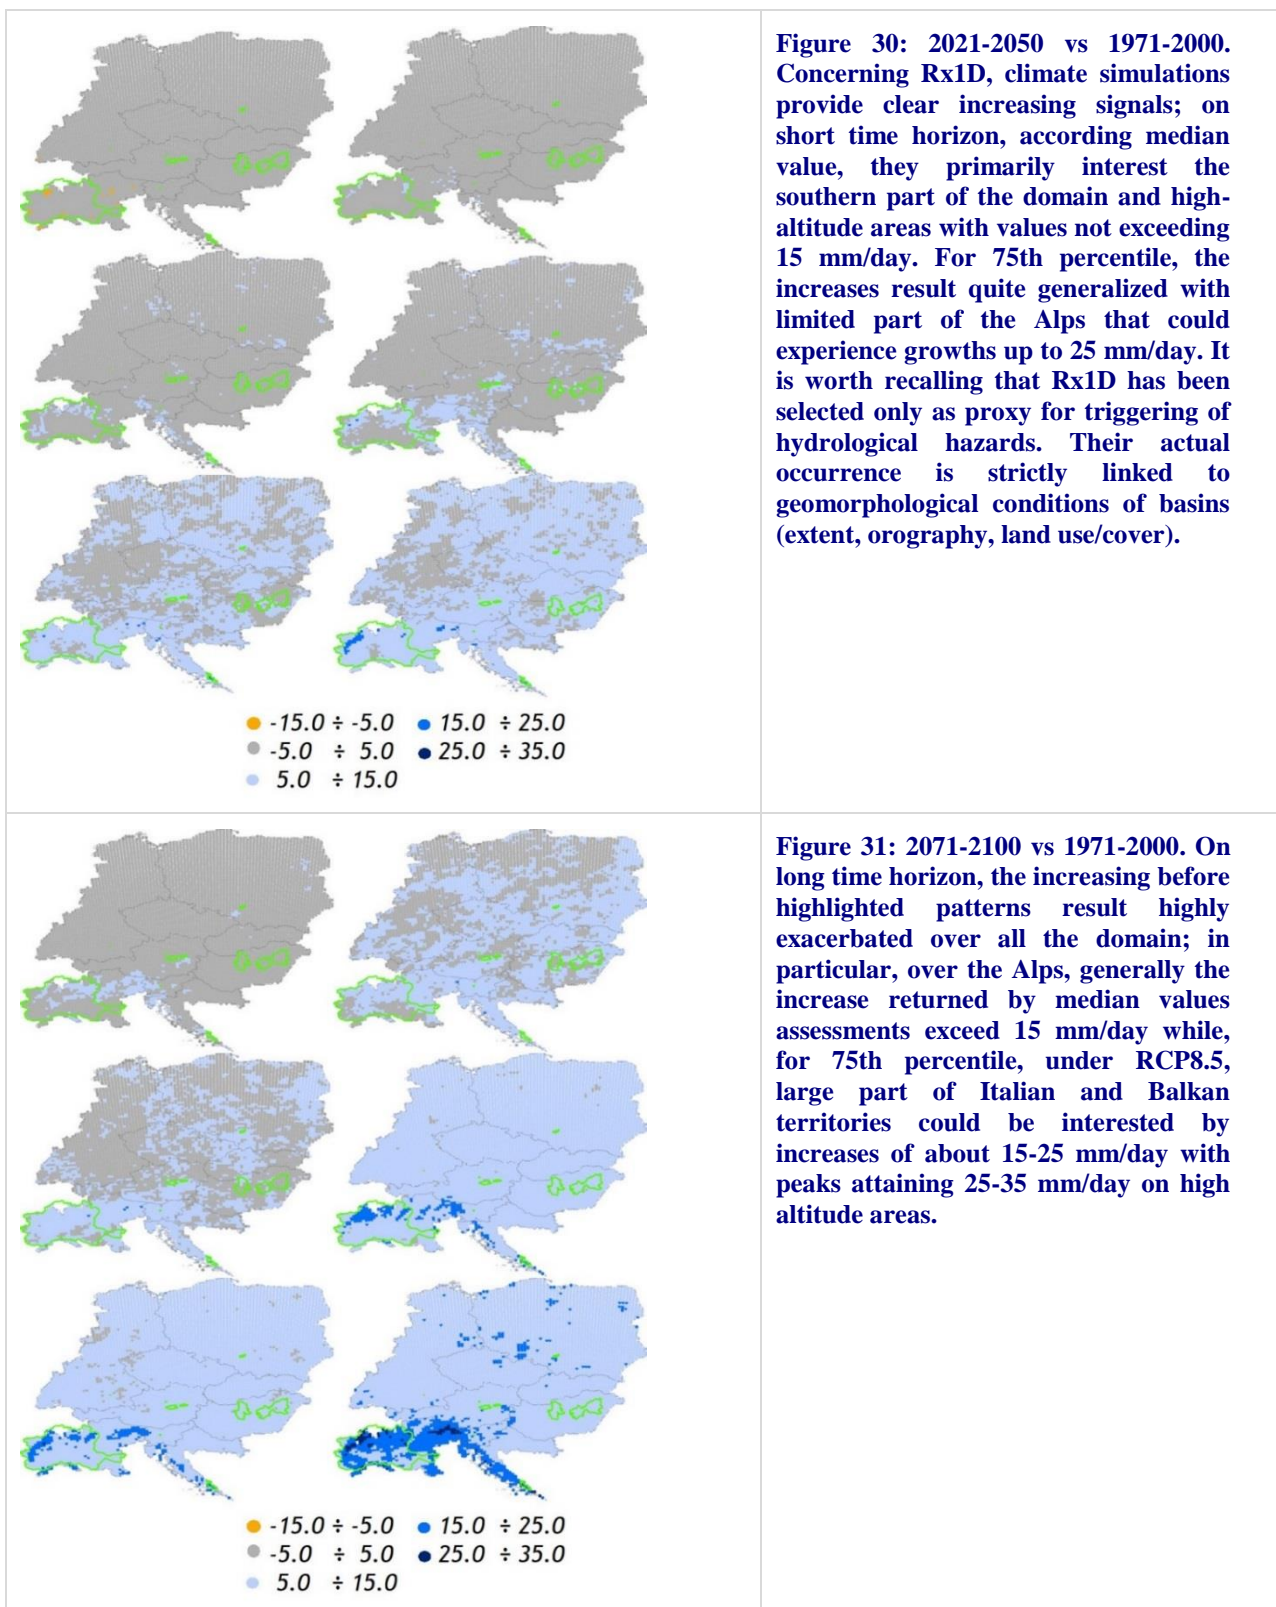 Figure 30: 2021-2050 vs 1971-2000.
Concerning Rx1D, climate simulations
provide clear increasing signals; on
short time horizon, according median
value, they primarily interest the
southern part of the domain and high-
altitude areas with values not exceeding
15 mm/day. For 75th percentile, the
increases result quite generalized with
limited part of the Alps that could
experience growths up to 25 mm/day. It
is worth recalling that Rx1D has been
selected only as proxy for triggering of
hydrological hazards. Their actual
occurrence is strictly linked to
geomorphological conditions of basins
(extent, orography, land use/cover).
-15.0 ÷ -5.0
-5.0 ÷ 5.0
5.0 ÷ 15.0
15.0 ÷ 25.0
25.0 ÷ 35.0
Figure 31: 2071-2100 vs 1971-2000. On
long time horizon, the increasing before
highlighted patterns result highly
exacerbated over all the domain; in
particular, over the Alps, generally the
increase returned by median values
assessments exceed 15 mm/day while,
for 75th percentile, under RCP8.5,
large part of Italian and Balkan
territories could be interested by
increases of about 15-25 mm/day with
peaks attaining 25-35 mm/day on high
altitude areas.
-15.0 ÷ -5.0
-5.0 ÷ 5.0
5.0 ÷ 15.0
15.0 ÷ 25.0
25.0 ÷ 35.0